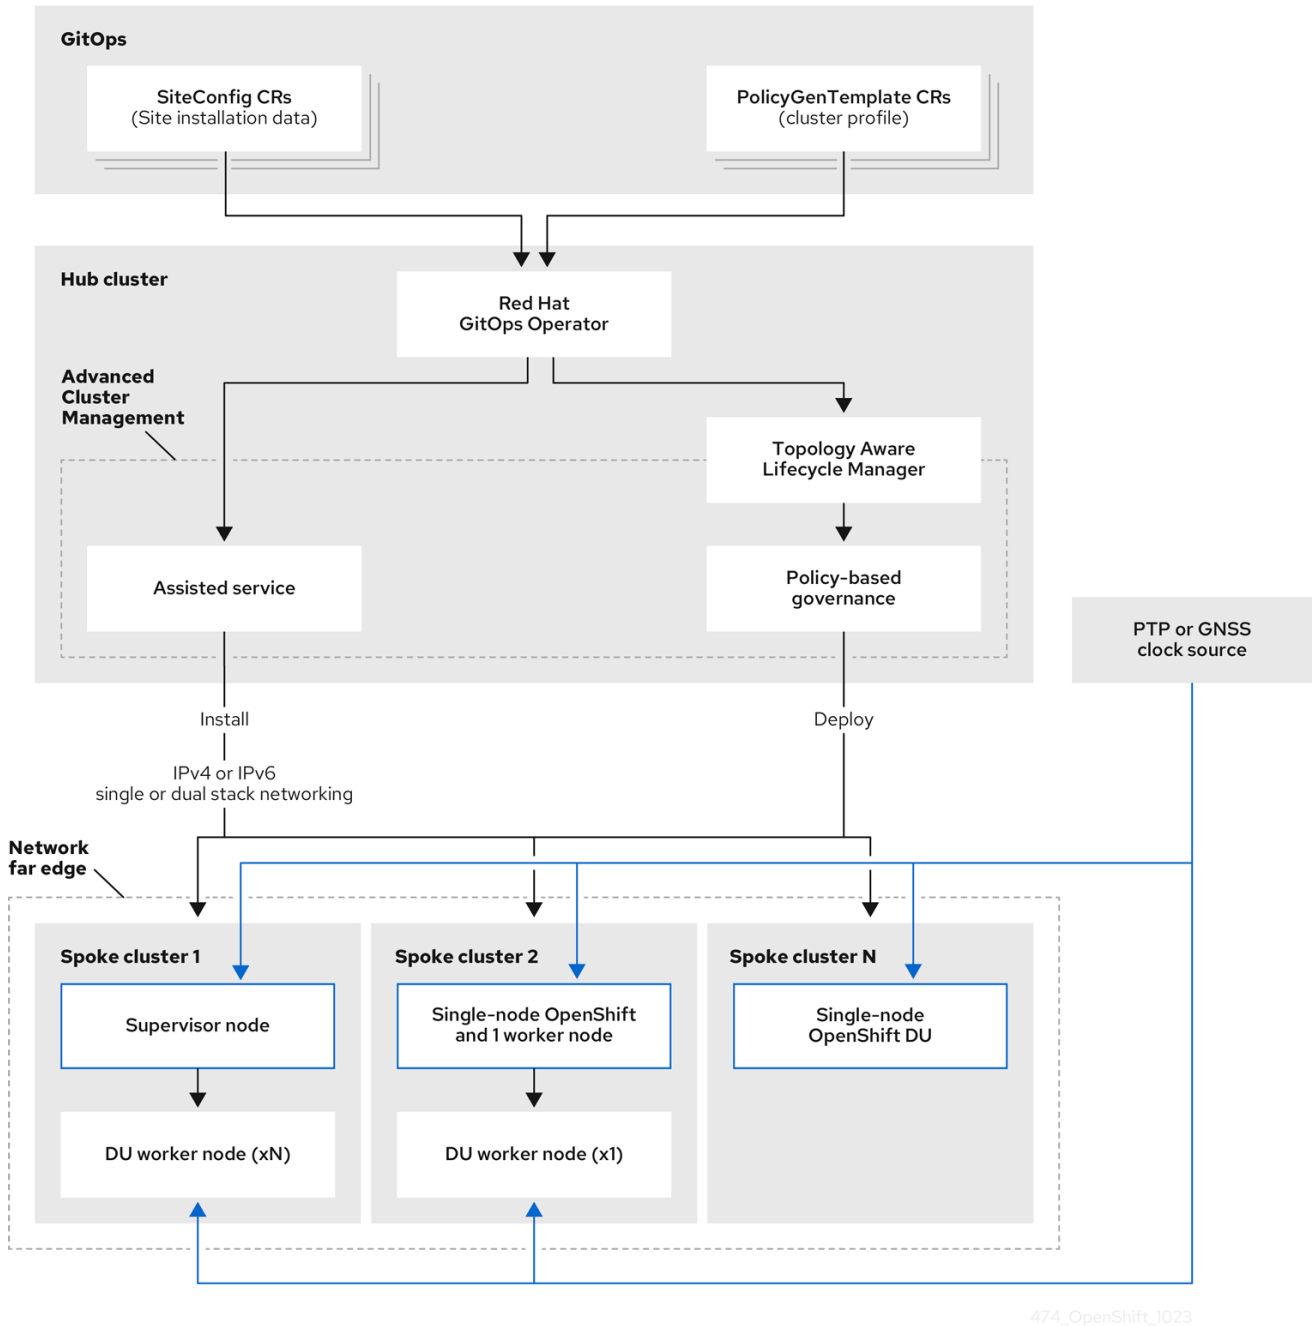 GitOps
SiteConfig CRs
(Site installation data)
PolicyGenTemplate CRs
(cluster profile)
Hub cluster
Red Hat
GitOps Operator
Advanced
Cluster
Management
Topology Aware
Lifecycle Manager
Assisted service
Policy-based
governance
PTP or GNSS
clock source
Install
Deploy
IPv4 or IPv6
single or dual stack networking
Network
far edge
Spoke cluster 1
Spoke cluster 2
Spoke cluster N
Supervisor node
Single-node OpenShift
and 1 worker node
Single-node
OpenShift DU
DU worker node (xN)
DU worker node (x1)
474_OpenShift_1023